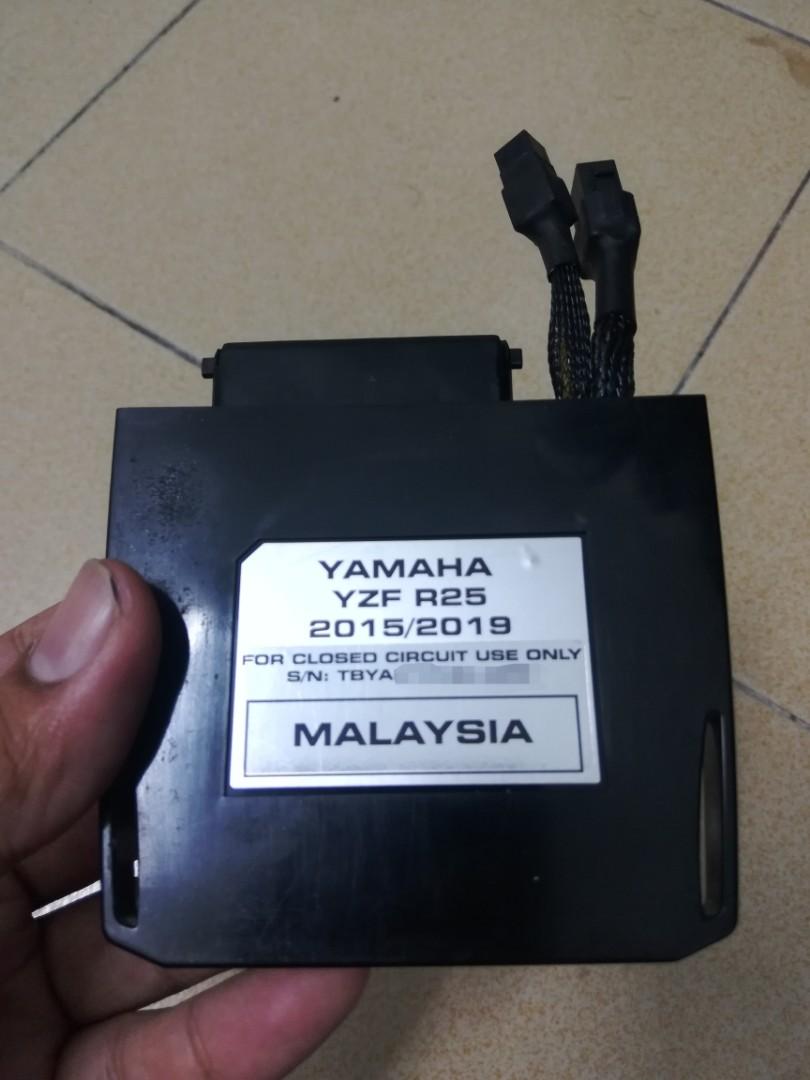 YAMAHA
YZF R25
2015/2019
FOR CLOSED CIRCUIT USE ONLY
S/N: TBYA
MALAYSIA